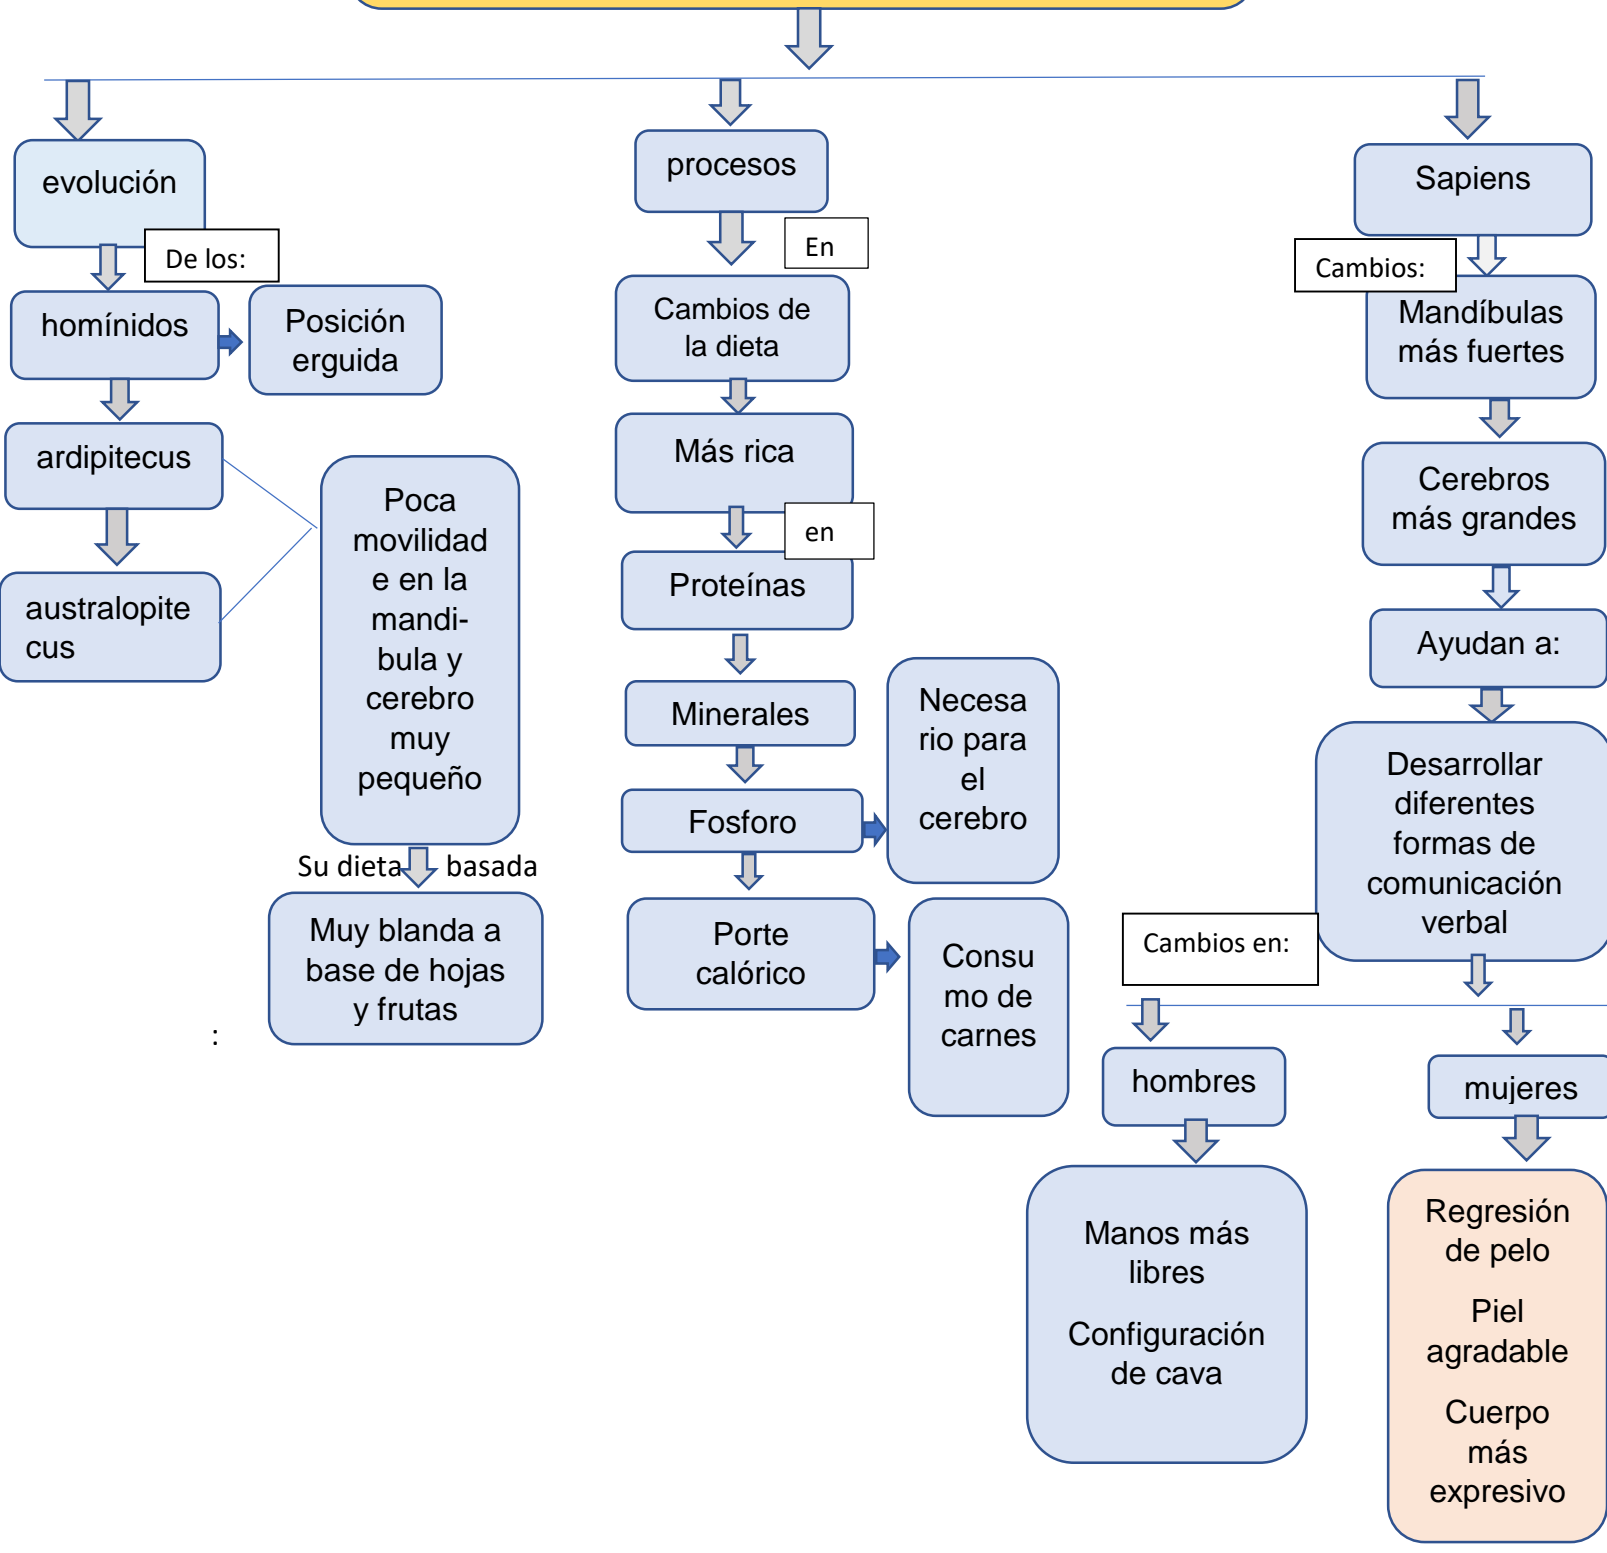 evolución
De los:
homínidos
Posición
erguida
ardipitecus
australopite
cus
Poca
movilidad
e en la
mandi-
bula y
cerebro
muy
pequeño
Su dieta basada
Muy blanda a
base de hojas
y frutas
:
procesos
En
Cambios de
la dieta
Más rica
en
Proteínas
Minerales
Fosforo
Necesa
rio para
el
cerebro
Porte
calórico
Consu
mo de
carnes
Sapiens
Cambios:
Mandíbulas
más fuertes
Cerebros
más grandes
Ayudan a:
Desarrollar
diferentes
formas de
comunicación
verbal
Cambios en:
hombres
Manos más
libres
Configuración
de cava
mujeres
Regresión
de pelo
Piel
agradable
Cuerpo
más
expresivo